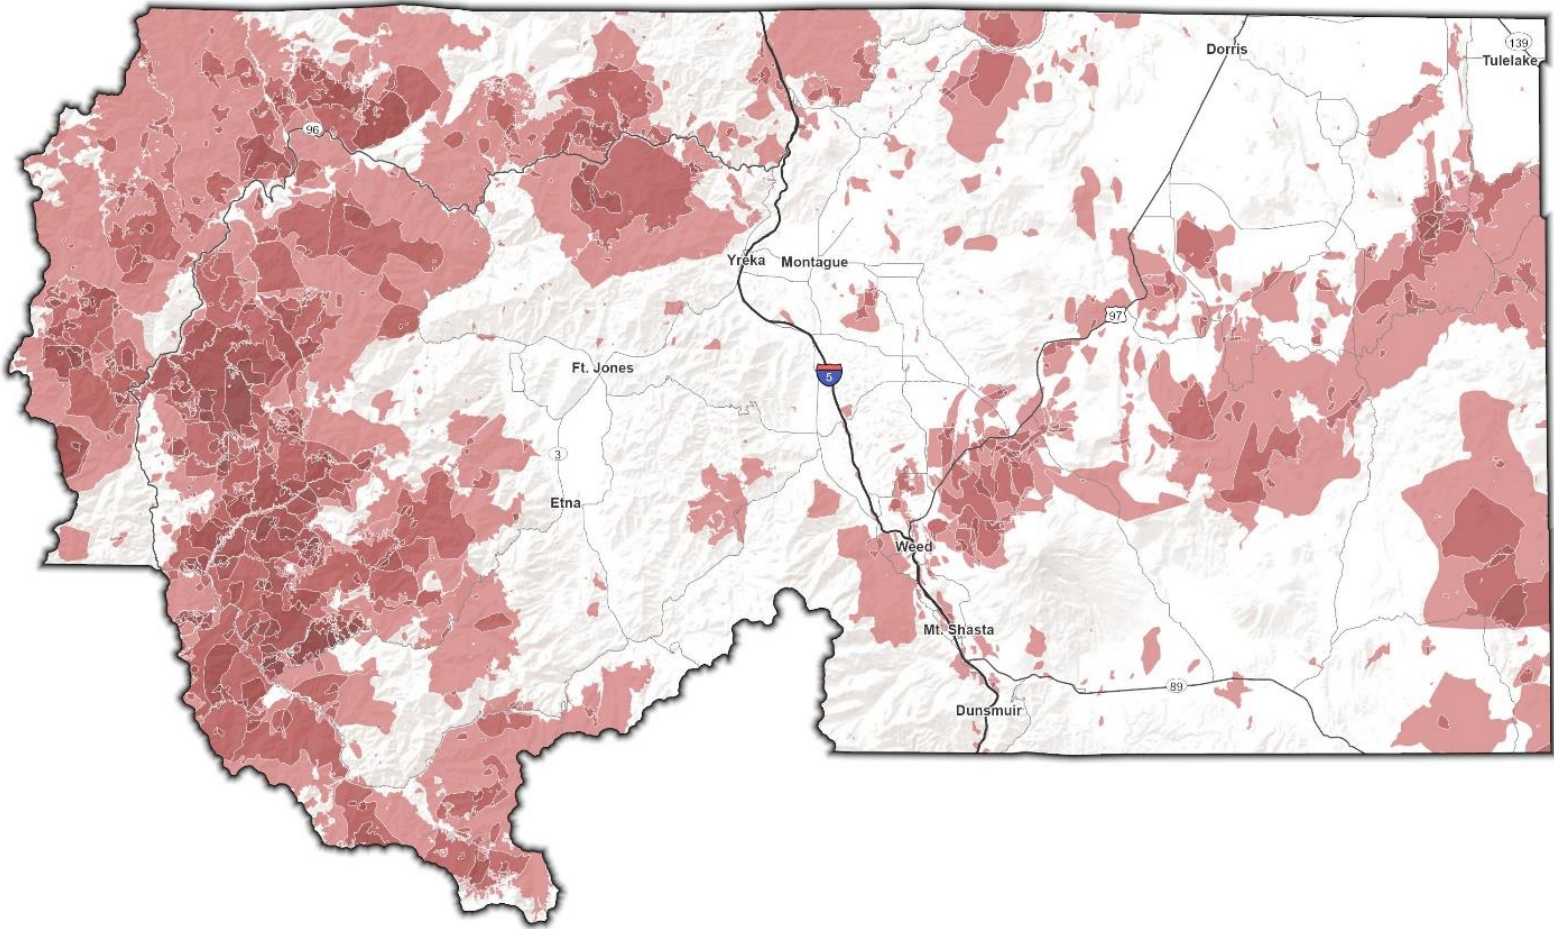 Dorris
139
Tulelake
96
Yreka
Montague
97
Ft. Jones
5
3
Etna
Weed
Mt. Shasta
89
Dunsmuir